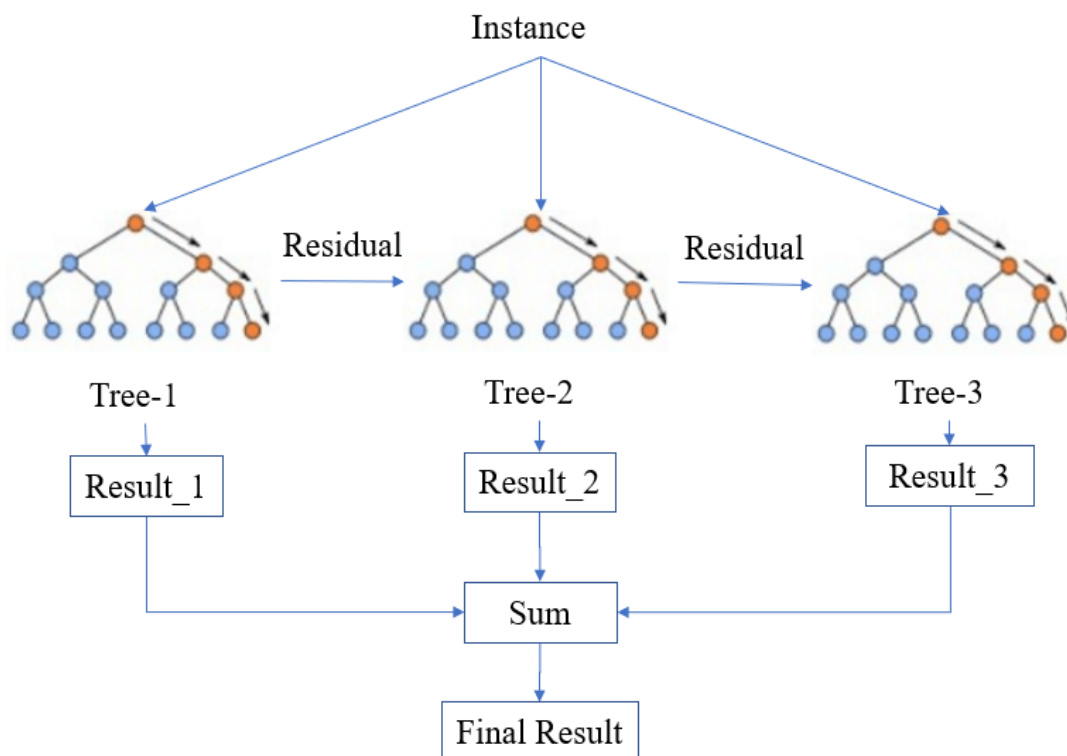 Instance
Residual
Residual
Tree-1
Tree-2
Tree-3
Result_1
Result_2
Result_3
Sum
Final Result